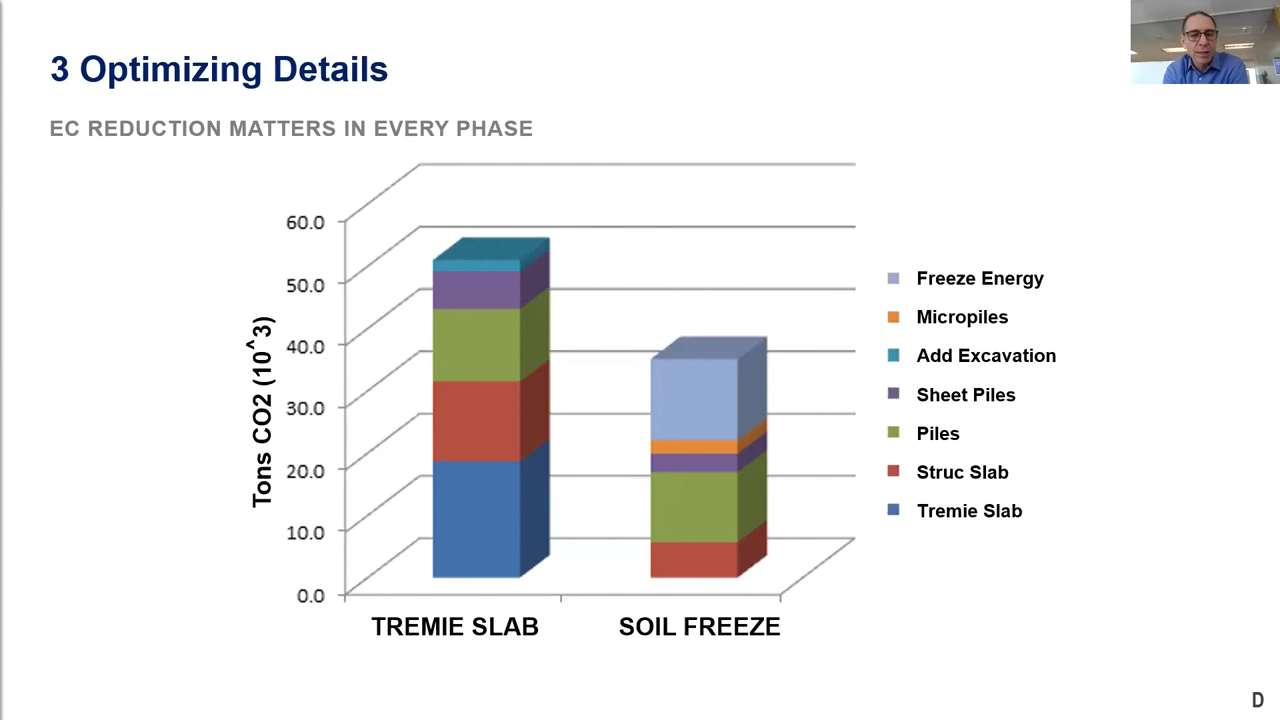 3 Optimizing Details
EC REDUCTION MATTERS IN EVERY PHASE
Tons CO2 (10^3)
60.0
50.0
40.0
30.0
20.0
10.0
0.0
TREMIE SLAB
SOIL FREEZE
Freeze Energy
Micropiles
Add Excavation
Sheet Piles
Piles
Struc Slab
Tremie Slab
D